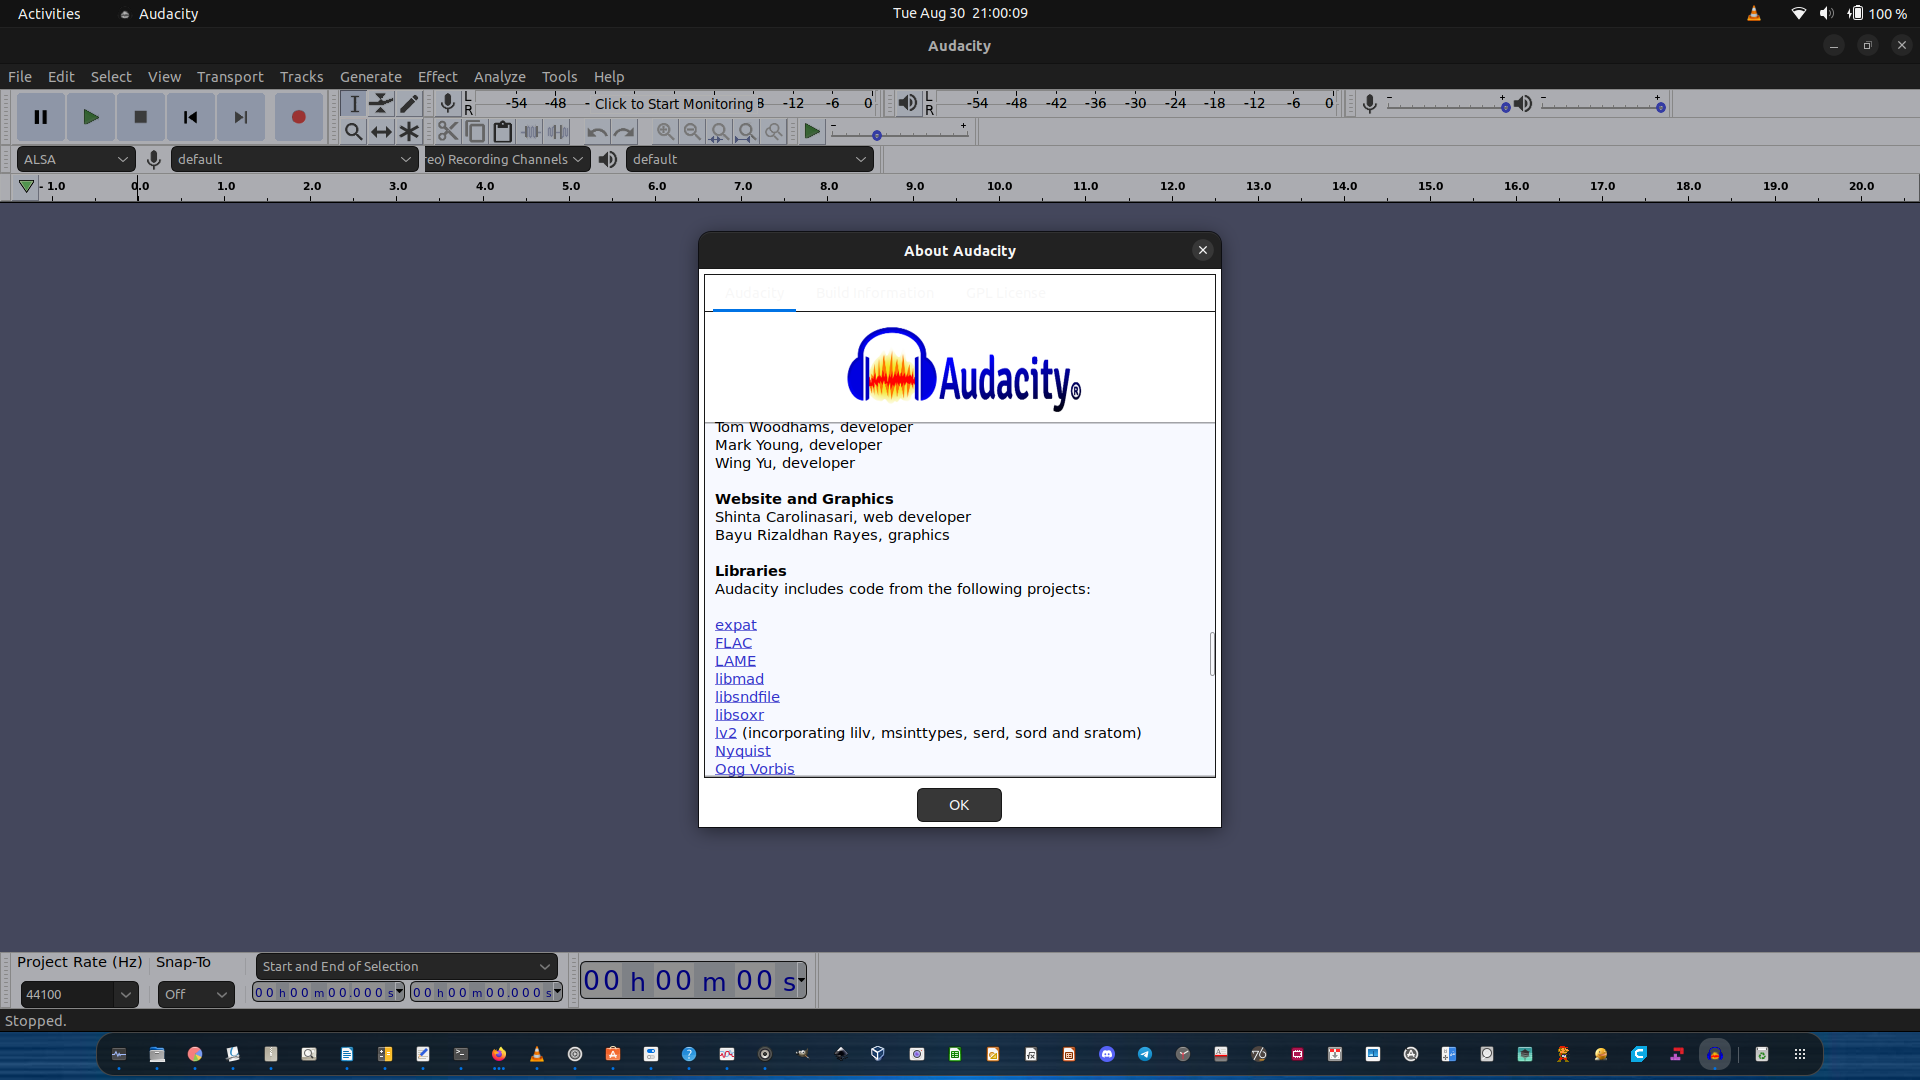 Activities
Audacity
Tue Aug 30 21:00:09
100 %
Audacity
File Edit Select View Transport Tracks Generate Effect Analyze Tools Help
L
R
-54 -48 - Click to Start Monitoring 8 -12 -6 0
L
R
-54 -48 -42 -36 -30 -24 -18 -12 -6 0
- +
- +
- +
ALSA
default
reo) Recording Channels
default
- 1.0 0.0 1.0 2.0 3.0 4.0 5.0 6.0 7.0 8.0 9.0 10.0 11.0 12.0 13.0 14.0 15.0 16.0 17.0 18.0 19.0 20.0
About Audacity
Audacity Build Information GPL License
Audacity®
Tom Woodhams, developer
Mark Young, developer
Wing Yu, developer
Website and Graphics
Shinta Carolinasari, web developer
Bayu Rizaldhan Rayes, graphics
Libraries
Audacity includes code from the following projects:
expat
FLAC
LAME
libmad
libsndfile
libsoxr
lv2 (incorporating lilv, msinttypes, serd, sord and sratom)
Nyquist
Ogg Vorbis
OK
Project Rate (Hz)
Snap-To
Start and End of Selection
44100
Off
00 h 00 m 00.000 s
00 h 00 m 00.000 s
00 h 00 m 00 s
Stopped.